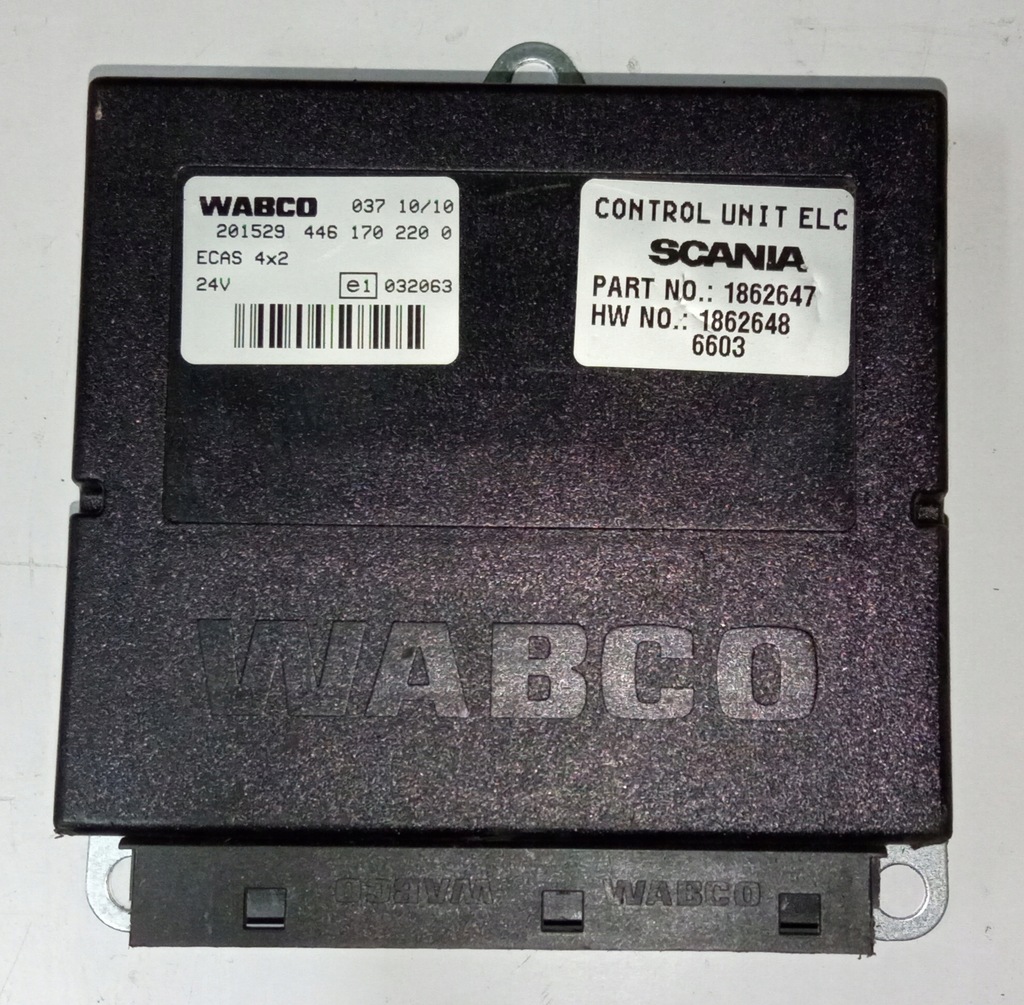 WABCO 037 10/10
201529 446 170 220 0
ECAS 4x2
24V e1 032063
CONTROL UNIT ELC
SCANIA
PART NO.: 1862647
HW NO.: 1862648
6603
WABCO
WABCO WABCO